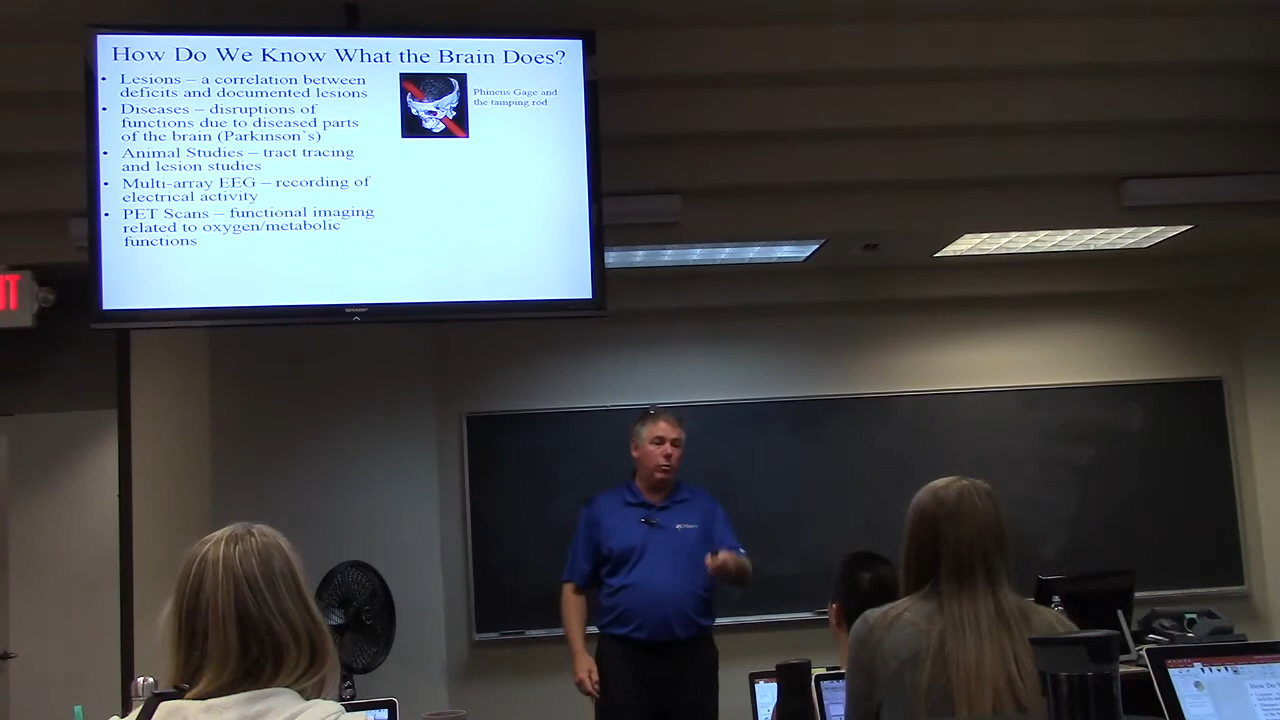 How Do We Know What the Brain Does?
• Lesions – a correlation between
deficits and documented lesions
• Diseases – disruptions of
functions due to diseased parts
of the brain (Parkinson`s)
• Animal Studies – tract tracing
and lesion studies
• Multi-array EEG – recording of
electrical activity
• PET Scans – functional imaging
related to oxygen/metabolic
functions
Phineus Gage and
the tamping rod
SHARP
IT